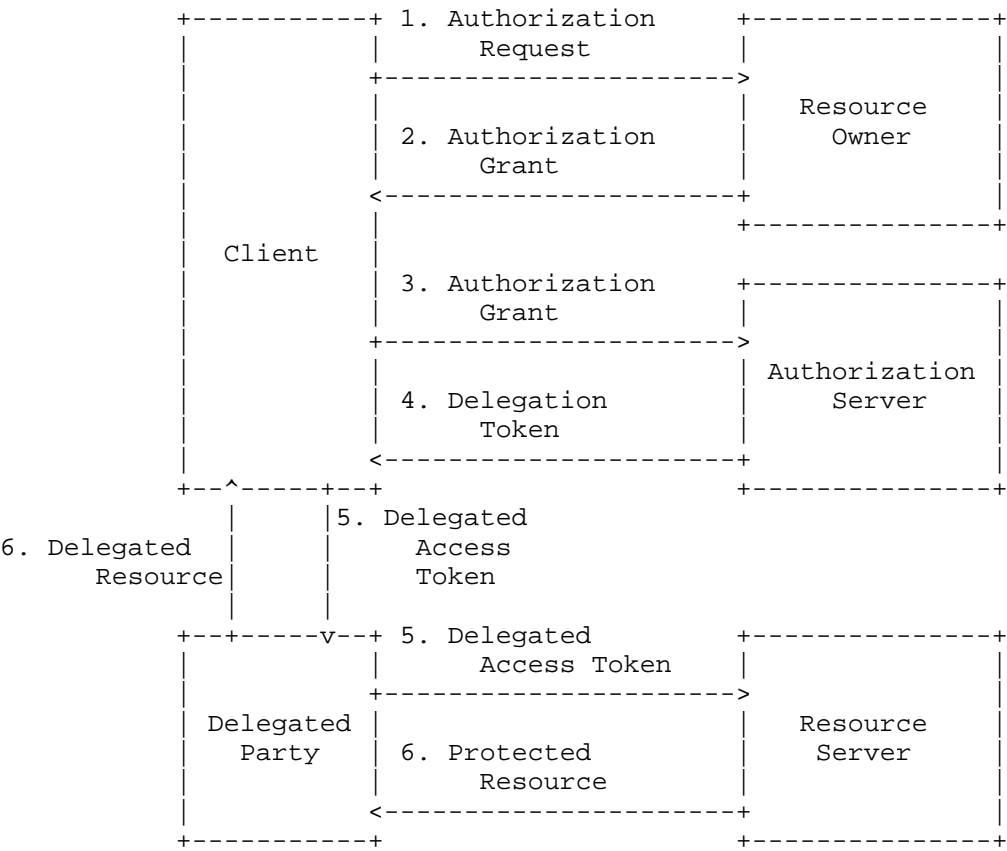 1. Authorization
Request
Resource
Owner
2. Authorization
Grant
Client
3. Authorization
Grant
Authorization
Server
4. Delegation
Token
5. Delegated
Access
Token
6. Delegated
Resource
5. Delegated
Access Token
Delegated
Party
Resource
Server
6. Protected
Resource